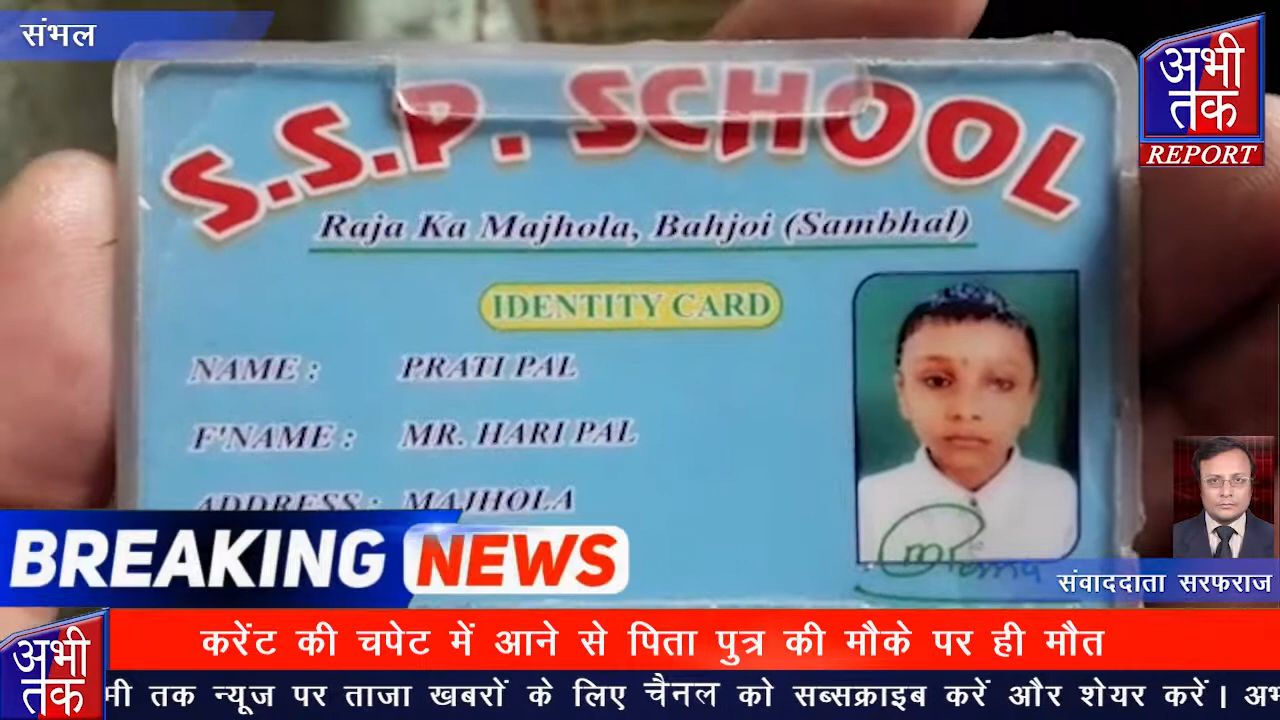 संभल
अभी
तक
REPORT
S.S.P. SCHOOL
Raja Ka Majhola, Bahjoi (Sambhal)
IDENTITY CARD
NAME : PRATI PAL
F'NAME : MR. HARI PAL
ADDRESS : MAJHOLA
BREAKING NEWS
संवाददाता सरफराज
करेंट की चपेट में आने से पिता पुत्र की मौके पर ही मौत
अभी
तक
भी तक न्यूज पर ताजा खबरों के लिए चैनल को सब्सक्राइब करें और शेयर करें। अभ